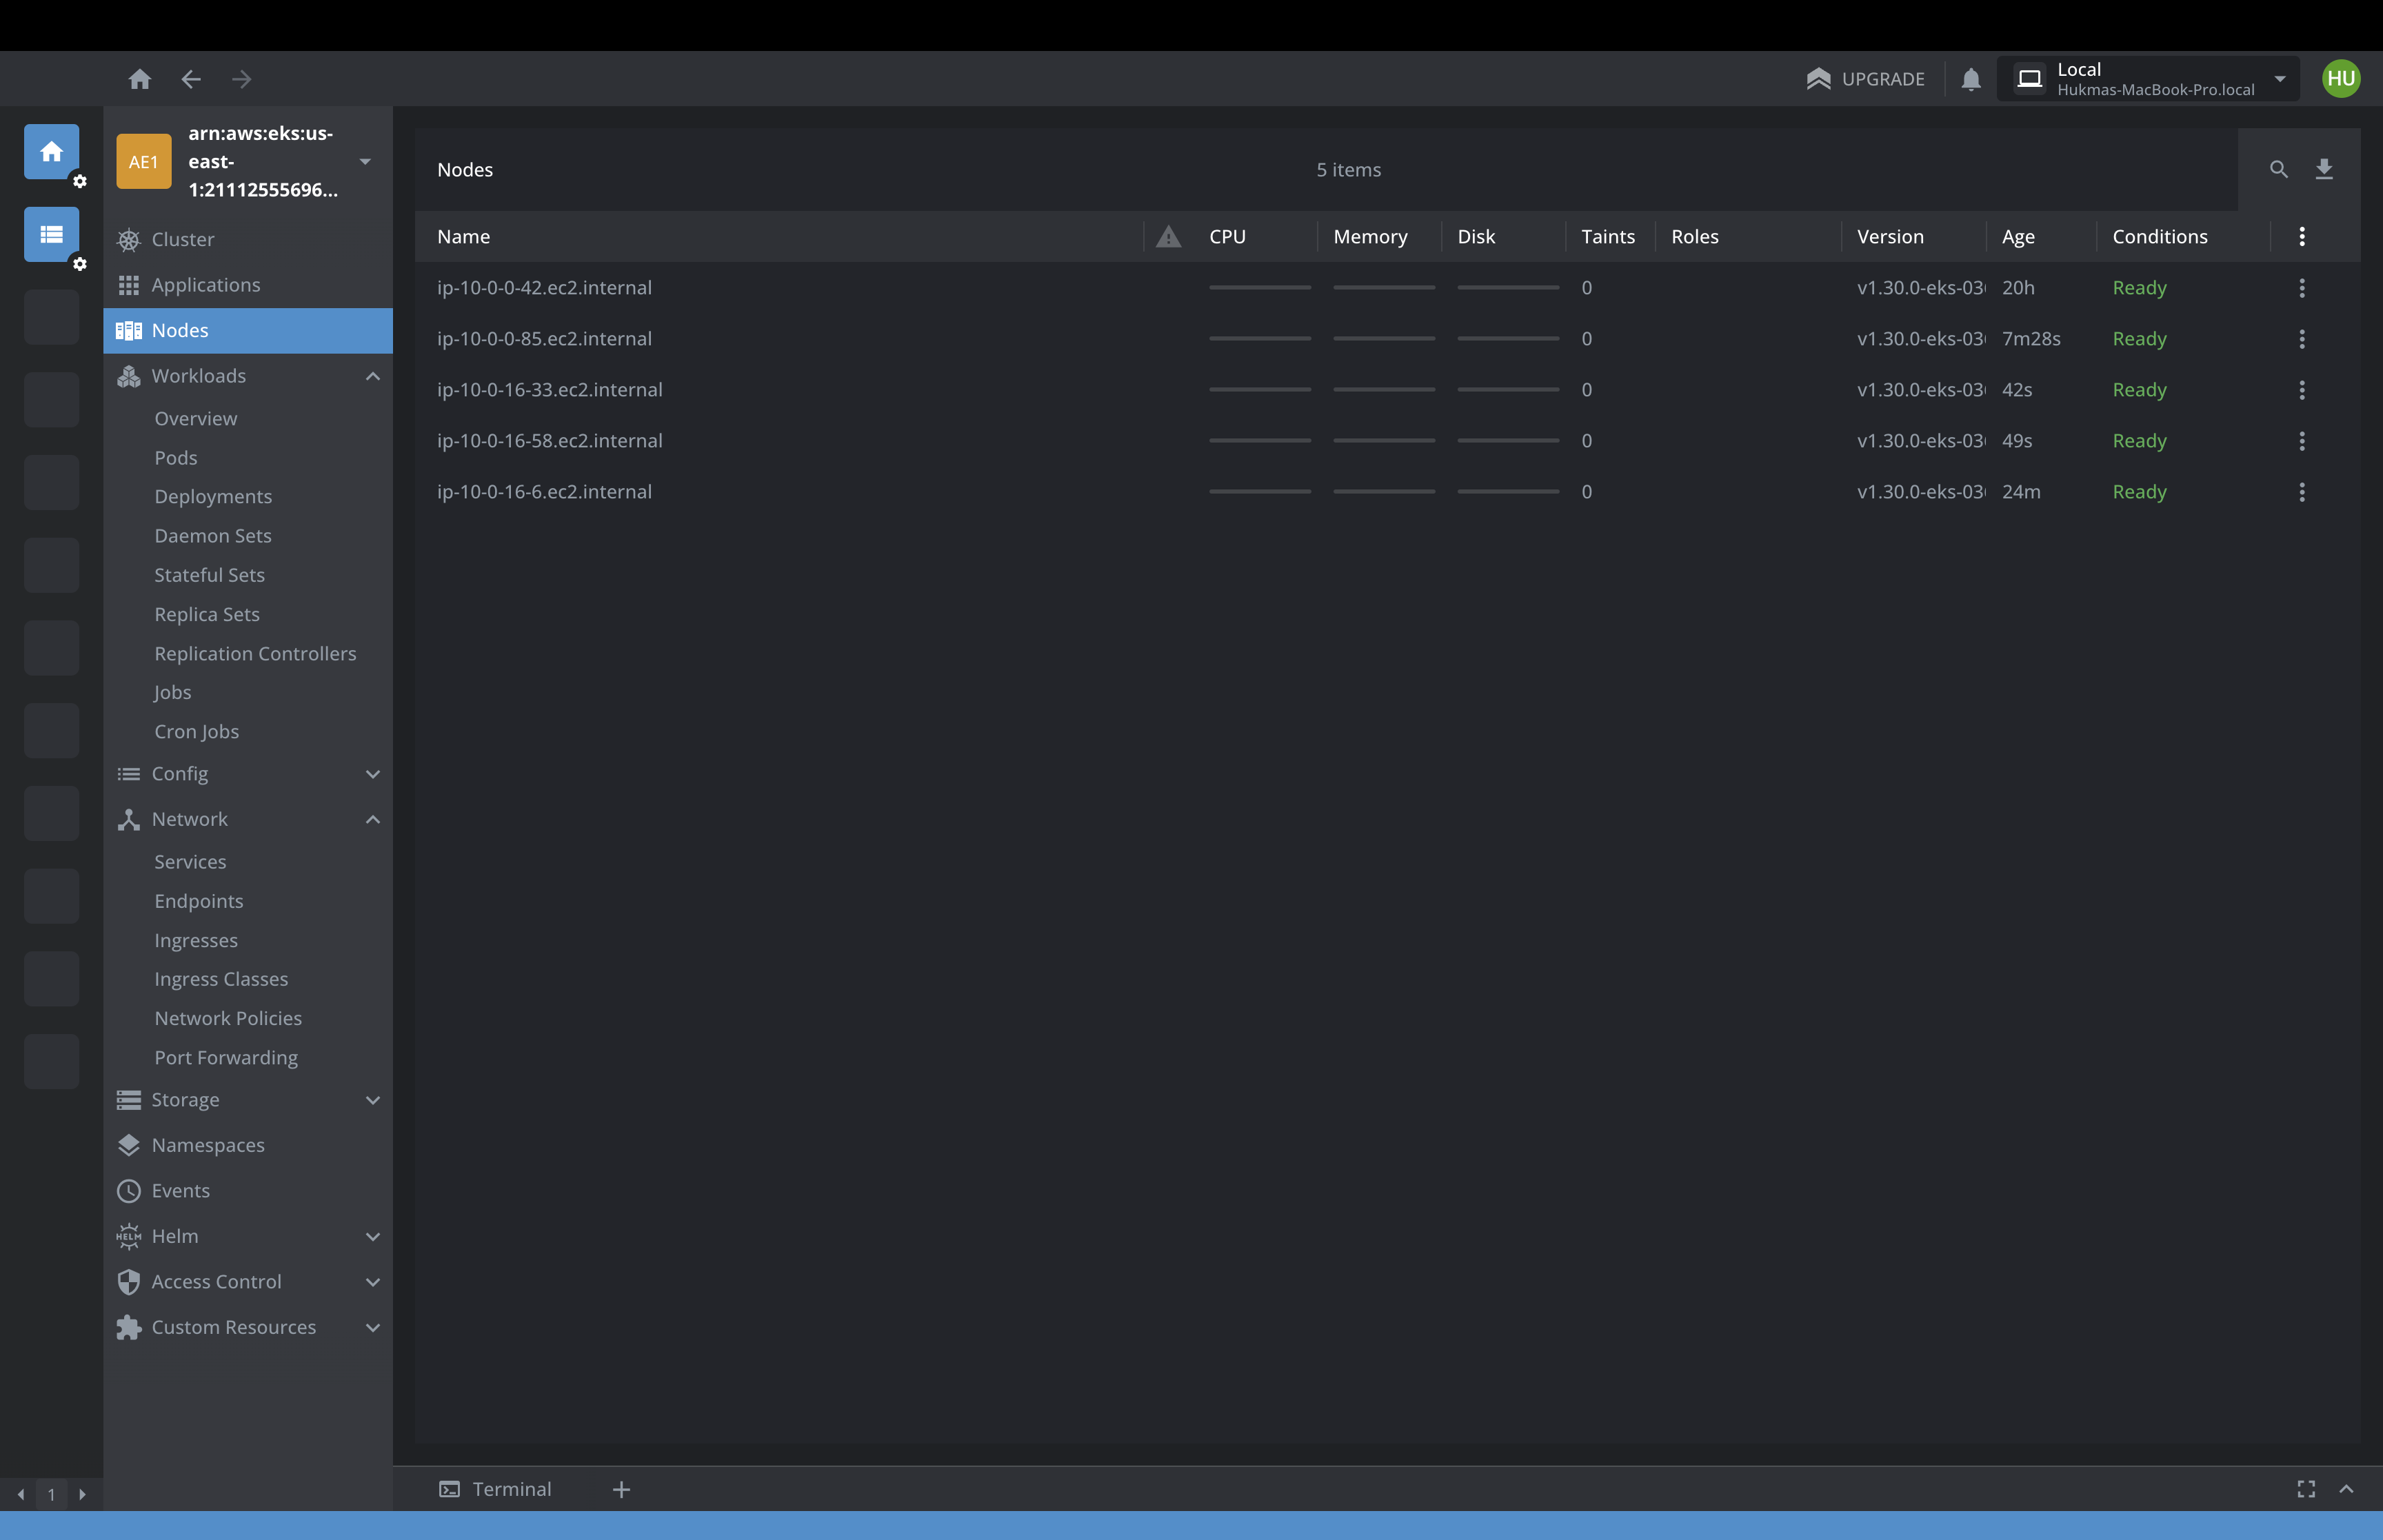 UPGRADE
Local
Hukmas-MacBook-Pro.local
HU
AE1
arn:aws:eks:us-
east-
1:21112555696...
Cluster
Applications
Nodes
Workloads
Overview
Pods
Deployments
Daemon Sets
Stateful Sets
Replica Sets
Replication Controllers
Jobs
Cron Jobs
Config
Network
Services
Endpoints
Ingresses
Ingress Classes
Network Policies
Port Forwarding
Storage
Namespaces
Events
HELM Helm
Access Control
Custom Resources
1
Nodes 5 items
Name CPU Memory Disk Taints Roles Version Age Conditions
ip-10-0-0-42.ec2.internal 0 v1.30.0-eks-03 20h Ready
ip-10-0-0-85.ec2.internal 0 v1.30.0-eks-03 7m28s Ready
ip-10-0-16-33.ec2.internal 0 v1.30.0-eks-03 42s Ready
ip-10-0-16-58.ec2.internal 0 v1.30.0-eks-03 49s Ready
ip-10-0-16-6.ec2.internal 0 v1.30.0-eks-03 24m Ready
Terminal